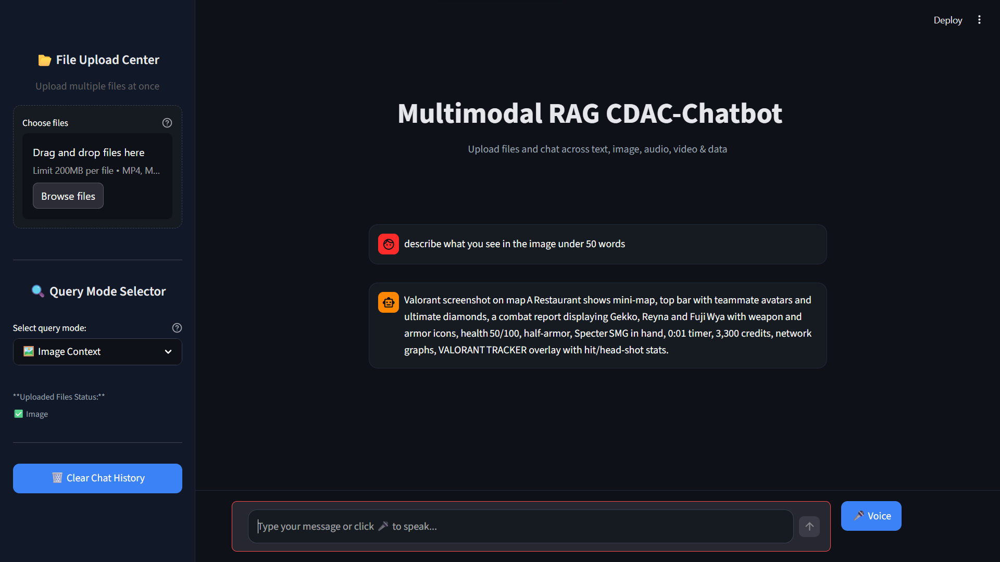 Deploy
📂 File Upload Center
Upload multiple files at once
Choose files
Drag and drop files here
Limit 200MB per file • MP4, M...
Browse files
🔍 Query Mode Selector
Select query mode:
🖼️ Image Context
**Uploaded Files Status:**
✅ Image
🗑️ Clear Chat History
Multimodal RAG CDAC-Chatbot
Upload files and chat across text, image, audio, video & data
describe what you see in the image under 50 words
Valorant screenshot on map A Restaurant shows mini-map, top bar with teammate avatars and
ultimate diamonds, a combat report displaying Gekko, Reyna and Fuji Wya with weapon and
armor icons, health 50/100, half-armor, Specter SMG in hand, 0:01 timer, 3,300 credits, network
graphs, VALORANT TRACKER overlay with hit/head-shot stats.
Type your message or click 🎤 to speak...
🎤 Voice